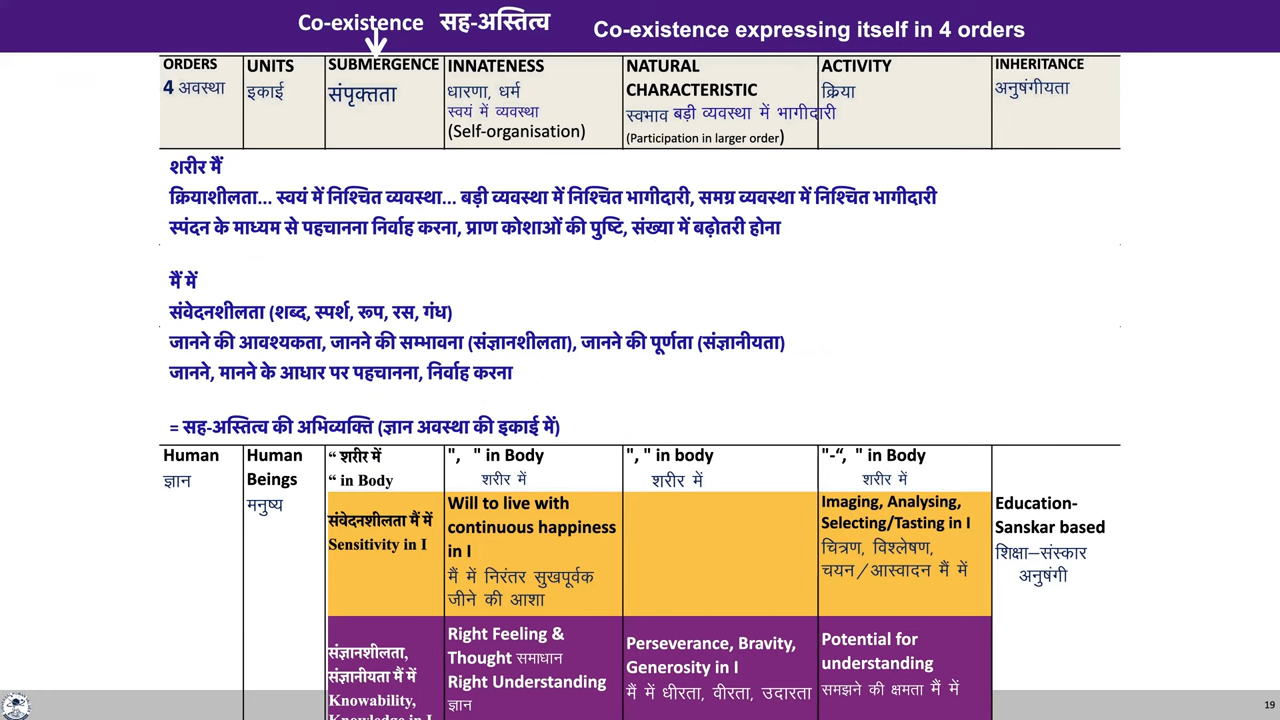 Co-existence सह-अस्तित्व
Co-existence expressing itself in 4 orders
ORDERS
4 अवस्था
UNITS
इकाई
SUBMERGENCE
संपृक्तता
INNATENESS
धारणा, धर्म
स्वयं में व्यवस्था
(Self-organisation)
NATURAL
CHARACTERISTIC
स्वभाव बड़ी व्यवस्था में भागीदारी
(Participation in larger order)
ACTIVITY
क्रिया
INHERITANCE
अनुषंगीयता
शरीर मैं
क्रियाशीलता... स्वयं में निश्चित व्यवस्था... बड़ी व्यवस्था में निश्चित भागीदारी, समग्र व्यवस्था में निश्चित भागीदारी
स्पंदन के माध्यम से पहचानना निर्वाह करना, प्राण कोशाओं की पुष्टि, संख्या में बढ़ोतरी होना
मैं में
संवेदनशीलता (शब्द, स्पर्श, रूप, रस, गंध)
जानने की आवश्यकता, जानने की सम्भावना (संज्ञानशीलता), जानने की पूर्णता (संज्ञानीयता)
जानने, मानने के आधार पर पहचानना, निर्वाह करना
= सह-अस्तित्व की अभिव्यक्ति (ज्ञान अवस्था की इकाई में)
Human
ज्ञान
Human
Beings
मनुष्य
“ शरीर में
“ in Body
", " in Body
शरीर में
", " in body
शरीर में
"-“, " in Body
शरीर में
संवेदनशीलता मैं में
Sensitivity in I
Will to live with
continuous happiness
in I
मैं में निरंतर सुखपूर्वक
जीने की आशा
Imaging, Analysing,
Selecting/Tasting in I
चित्रण, विश्लेषण,
चयन/आस्वादन मैं में
Education-
Sanskar based
शिक्षा–संस्कार
अनुषंगी
संज्ञानशीलता,
संज्ञानीयता मैं में
Knowability,
Knowledge in I
Right Feeling &
Thought समाधान
Right Understanding
ज्ञान
Perseverance, Bravity,
Generosity in I
मैं में धीरता, वीरता, उदारता
Potential for
understanding
समझने की क्षमता मैं में
19